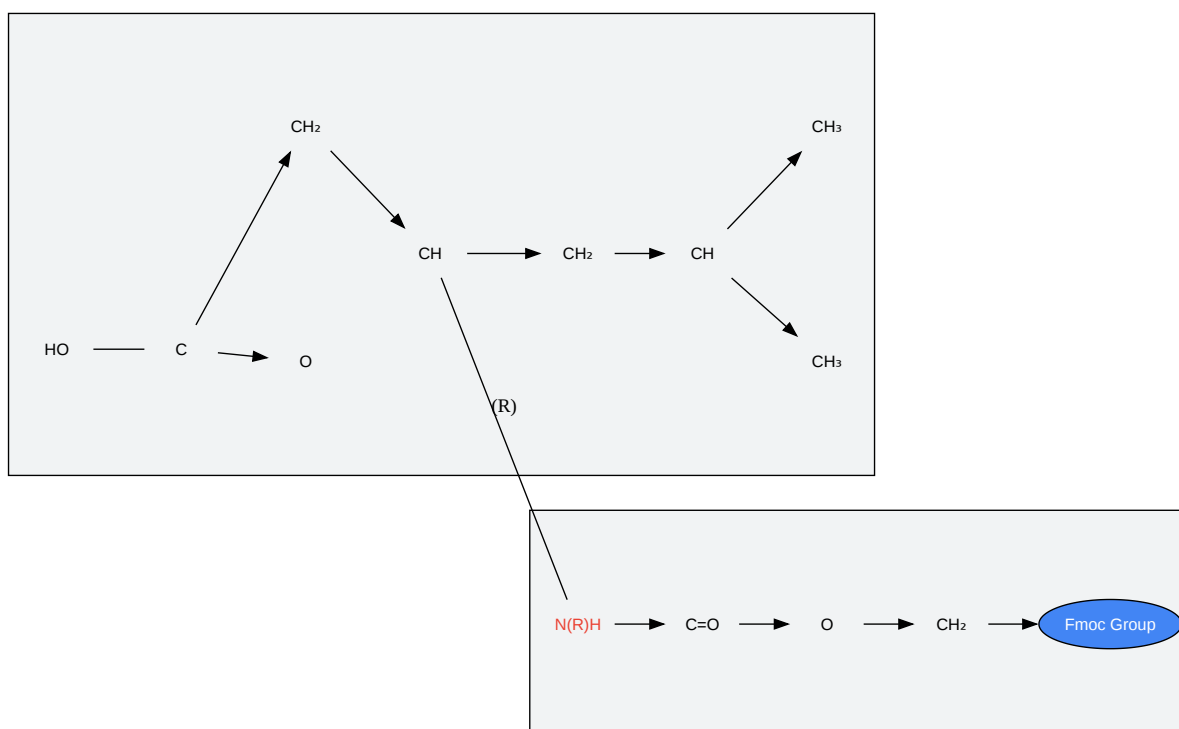 CH₂
CH₃
CH
CH₂
CH
HO
C
O
CH₃
(R)
N(R)H
C=O
O
CH₂
Fmoc Group